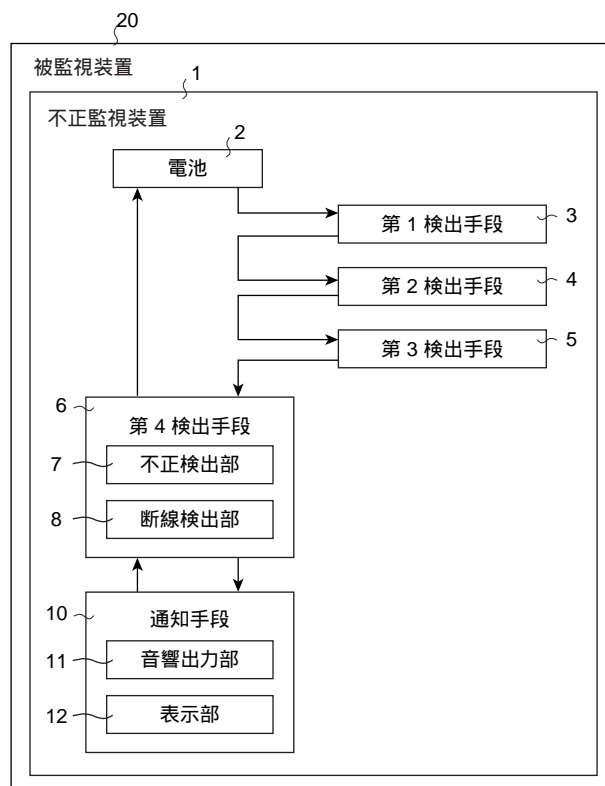 20
被監視装置
1
不正監視装置
2
電池
第 1 検出手段
3
第 2 検出手段
4
第 3 検出手段
5
6
第 4 検出手段
7
不正検出部
8
断線検出部
10
通知手段
11
音響出力部
12
表示部